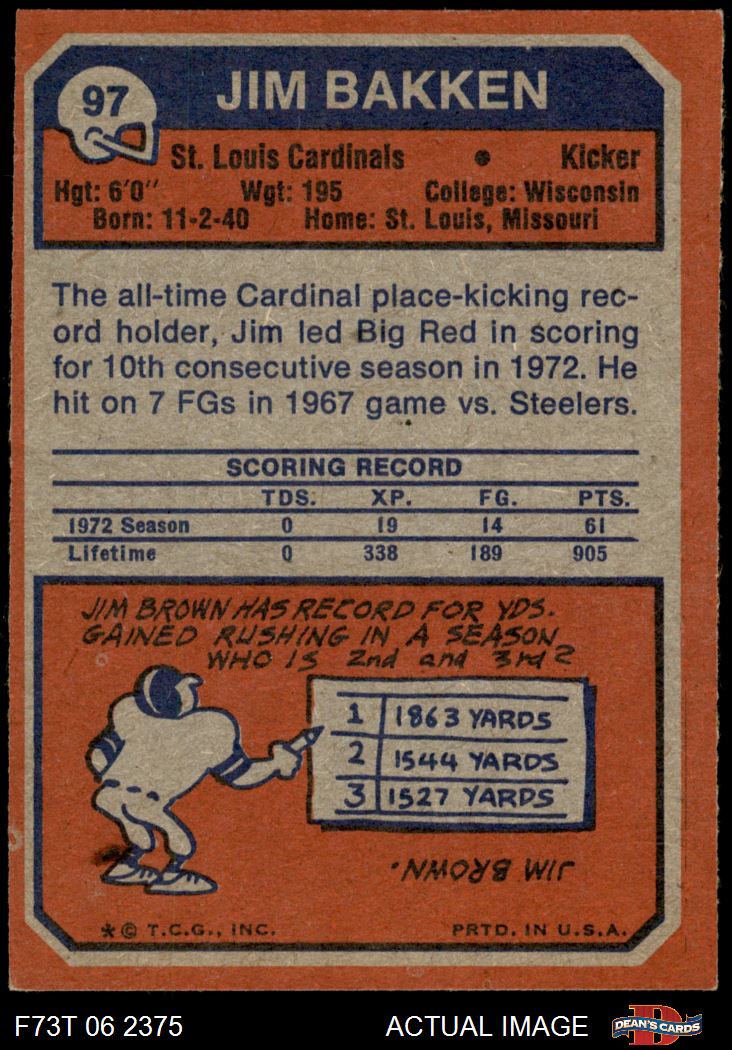 97
JIM BAKKEN
St. Louis Cardinals • Kicker
Hgt: 6'0" Wgt: 195 College: Wisconsin
Born: 11-2-40 Home: St. Louis, Missouri
The all-time Cardinal place-kicking rec-
ord holder, Jim led Big Red in scoring
for 10th consecutive season in 1972. He
hit on 7 FGs in 1967 game vs. Steelers.
SCORING RECORD
TDS. XP. FG. PTS.
1972 Season 0 19 14 61
Lifetime 0 338 189 905
JIM BROWN HAS RECORD FOR YDS.
GAINED RUSHING IN A SEASON.
WHO IS 2nd and 3rd?
1 1863 YARDS
2 1544 YARDS
3 1527 YARDS
JIM BROWN.
*© T.C.G., INC. PRTD. IN U.S.A.
F73T 06 2375 ACTUAL IMAGE
D
DEAN'S CARDS